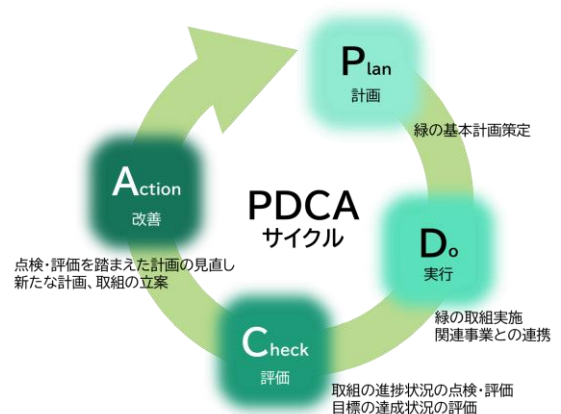 Plan
計画
緑の基本計画策定
Do
実行
緑の取組実施
関連事業との連携
Check
評価
取組の進捗状況の点検・評価
目標の達成状況の評価
Action
改善
点検・評価を踏まえた計画の見直し
新たな計画、取組の立案
PDCA
サイクル